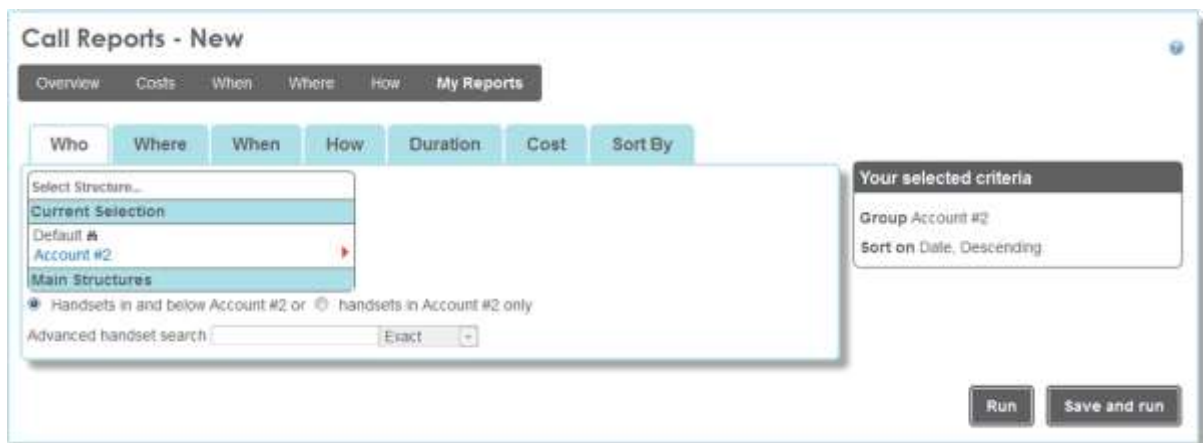 Call Reports - New
Overview Costs When Where How My Reports
Who Where When How Duration Cost Sort By
Select Structure...
Current Selection
Default
Account #2
Main Structures
Handsets in and below Account #2 or handsets in Account #2 only
Advanced handset search Exact
Your selected criteria
Group Account #2
Sort on Date, Descending
Run Save and run